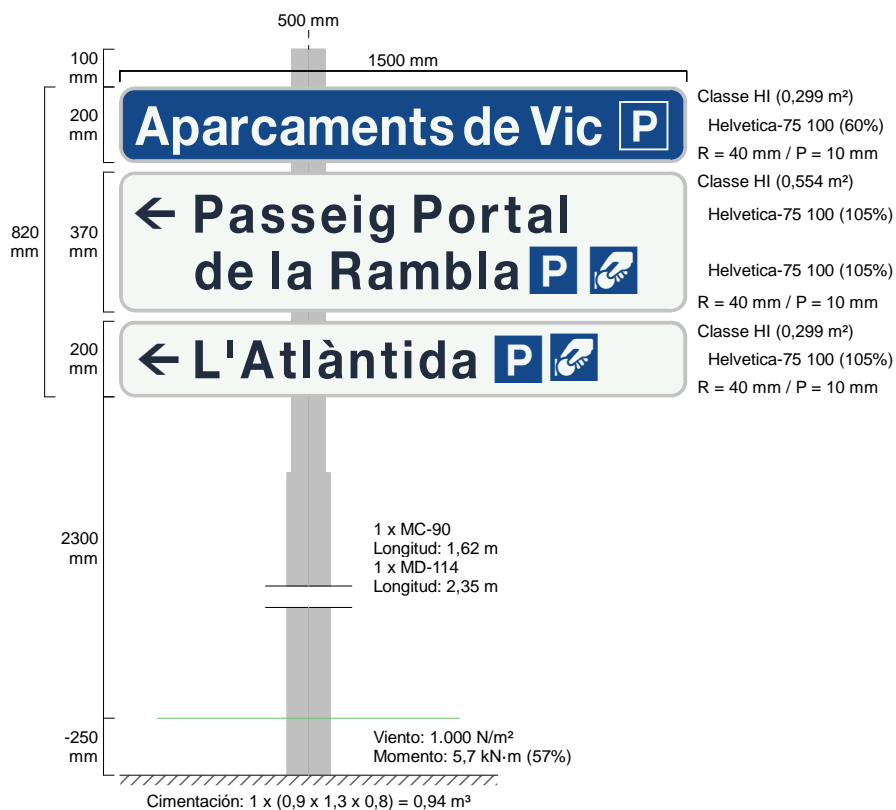 500 mm
100 mm
1500 mm
200 mm
Aparcaments de Vic P
Classe HI (0,299 m²)
Helvetica-75 100 (60%)
R = 40 mm / P = 10 mm
820 mm
370 mm
← Passeig Portal
de la Rambla P
Classe HI (0,554 m²)
Helvetica-75 100 (105%)
Helvetica-75 100 (105%)
R = 40 mm / P = 10 mm
200 mm
← L'Atlàntida P
Classe HI (0,299 m²)
Helvetica-75 100 (105%)
R = 40 mm / P = 10 mm
2300 mm
1 x MC-90
Longitud: 1,62 m
1 x MD-114
Longitud: 2,35 m
-250 mm
Viento: 1.000 N/m²
Momento: 5,7 kN·m (57%)
Cimentación: 1 x (0,9 x 1,3 x 0,8) = 0,94 m³